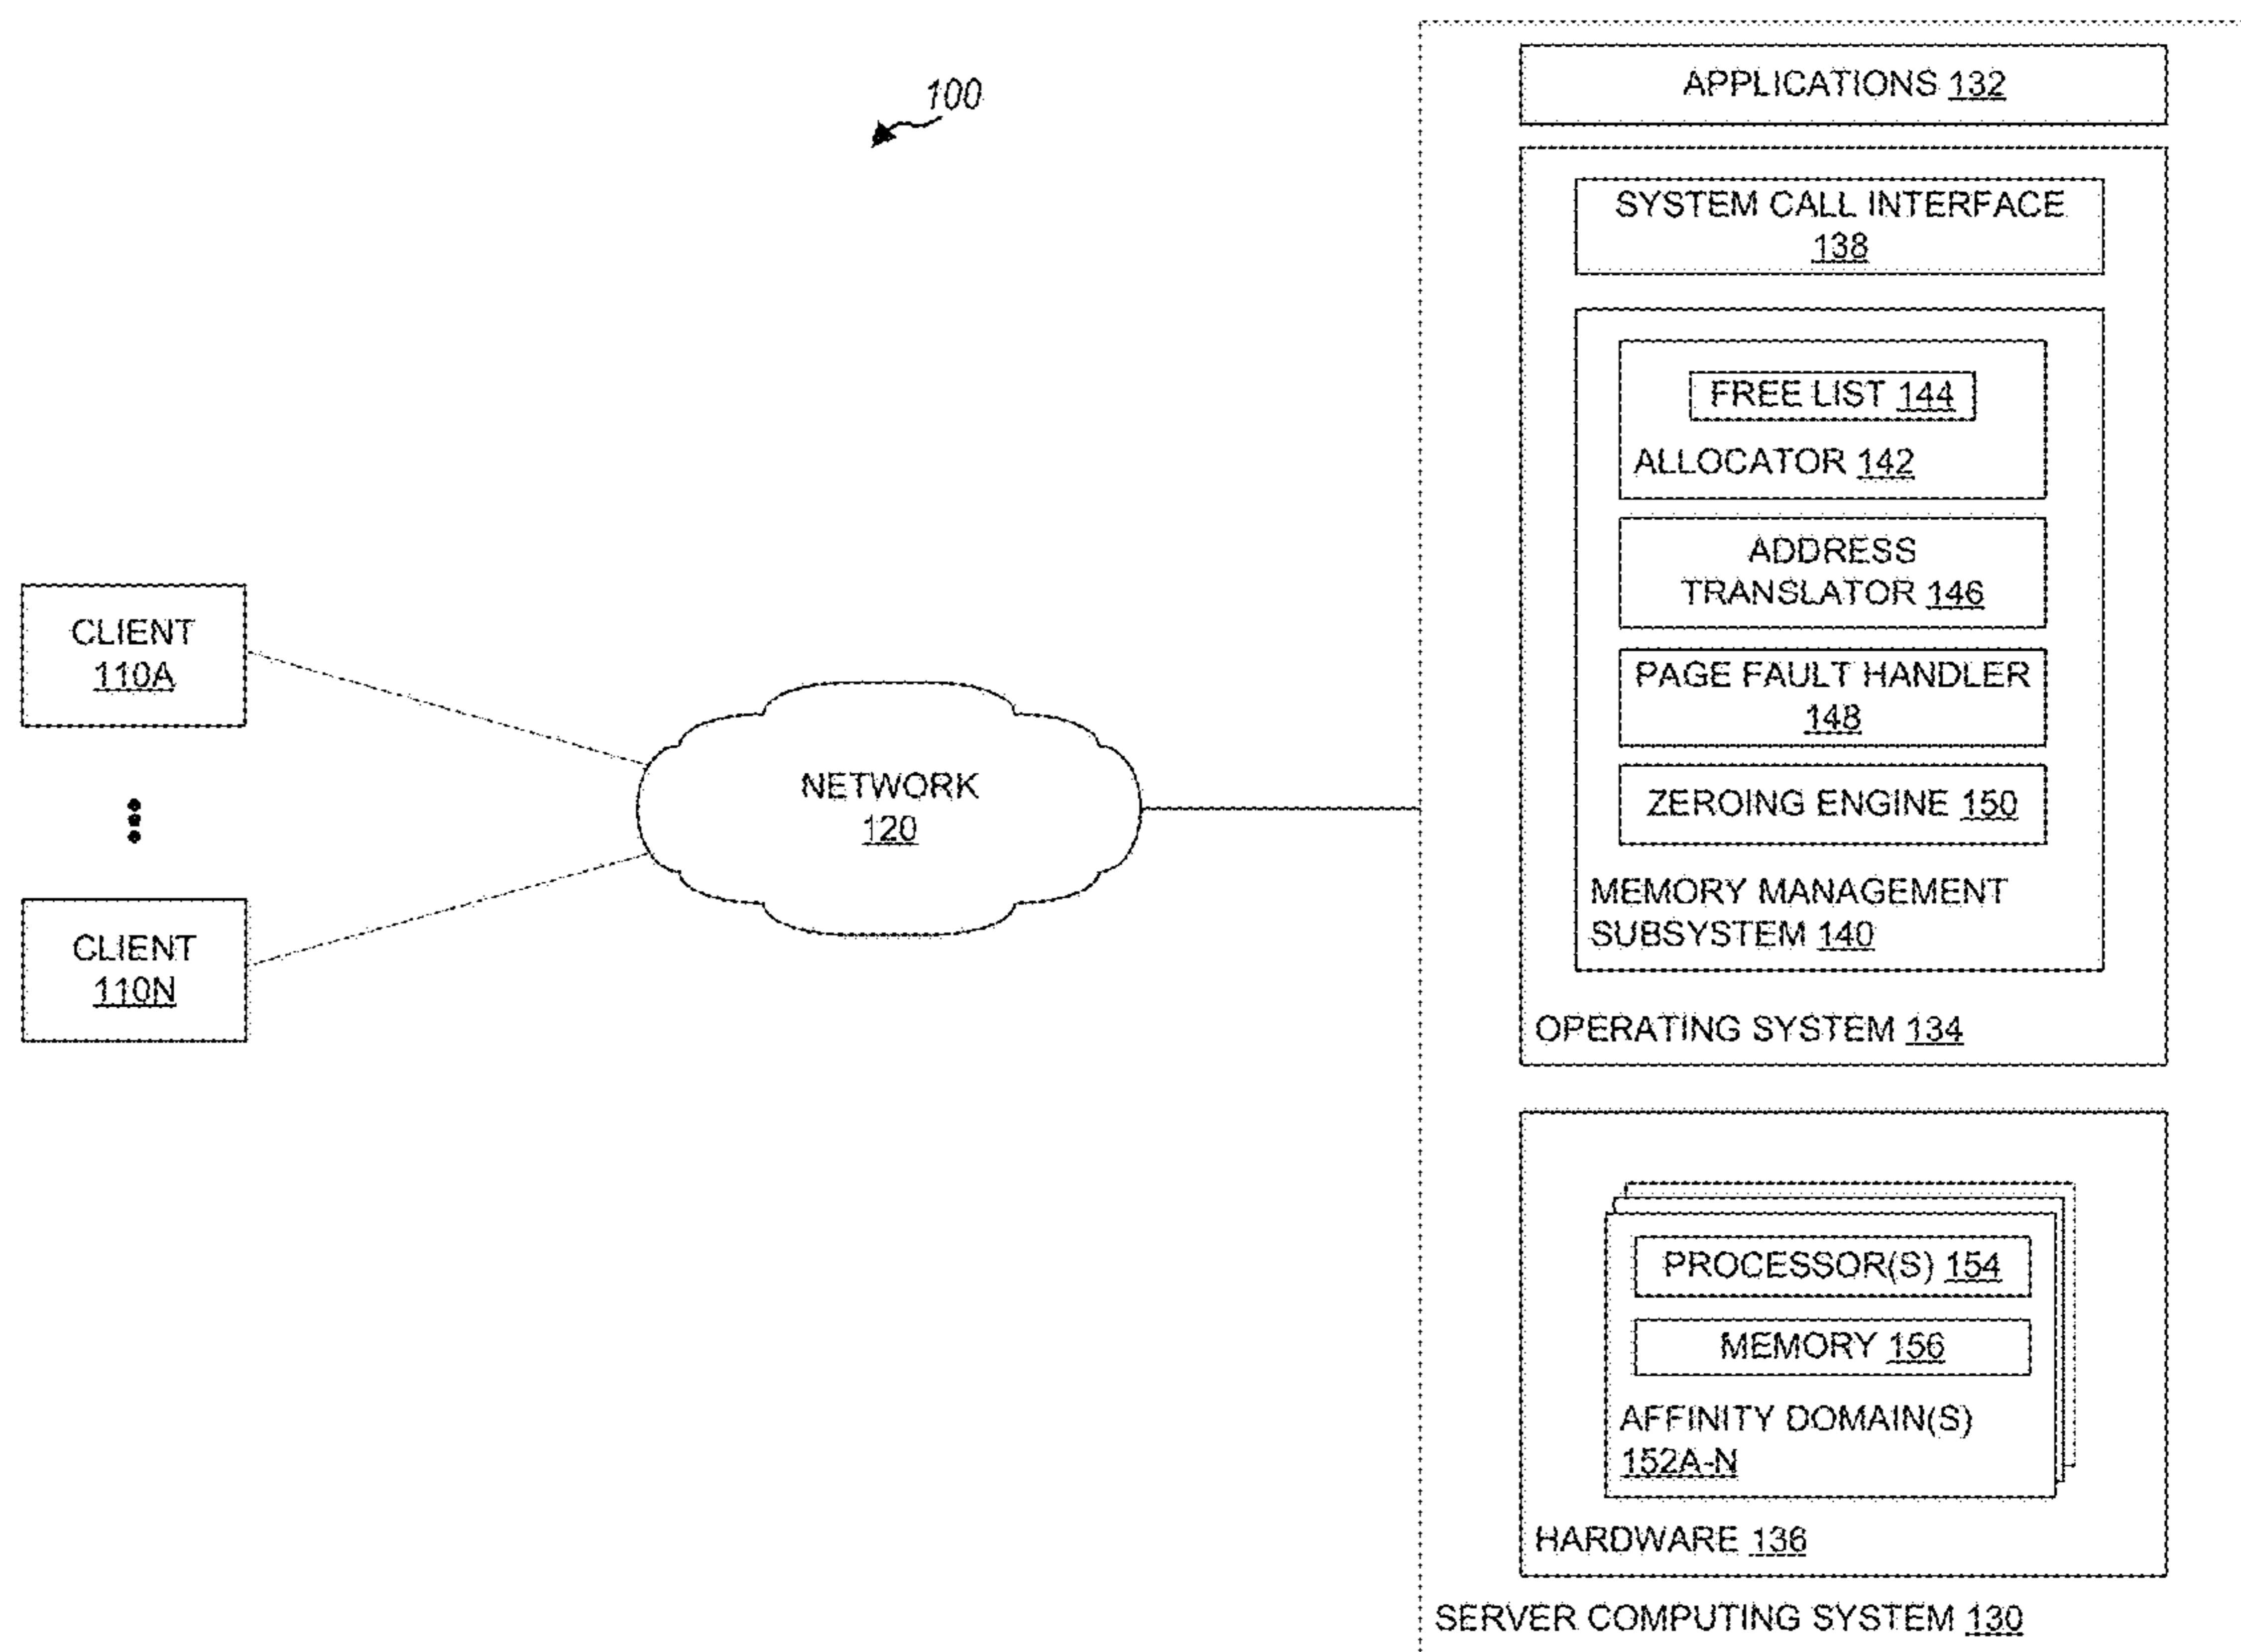 100
APPLICATIONS 132
SYSTEM CALL INTERFACE
138
FREE LIST 144
ALLOCATOR 142
ADDRESS
TRANSLATOR 146
PAGE FAULT HANDLER
148
ZEROING ENGINE 150
MEMORY MANAGEMENT
SUBSYSTEM 140
OPERATING SYSTEM 134
CLIENT
110A
CLIENT
110N
NETWORK
120
PROCESSOR(S) 154
MEMORY 156
AFFINITY DOMAIN(S)
152A-N
HARDWARE 136
SERVER COMPUTING SYSTEM 130